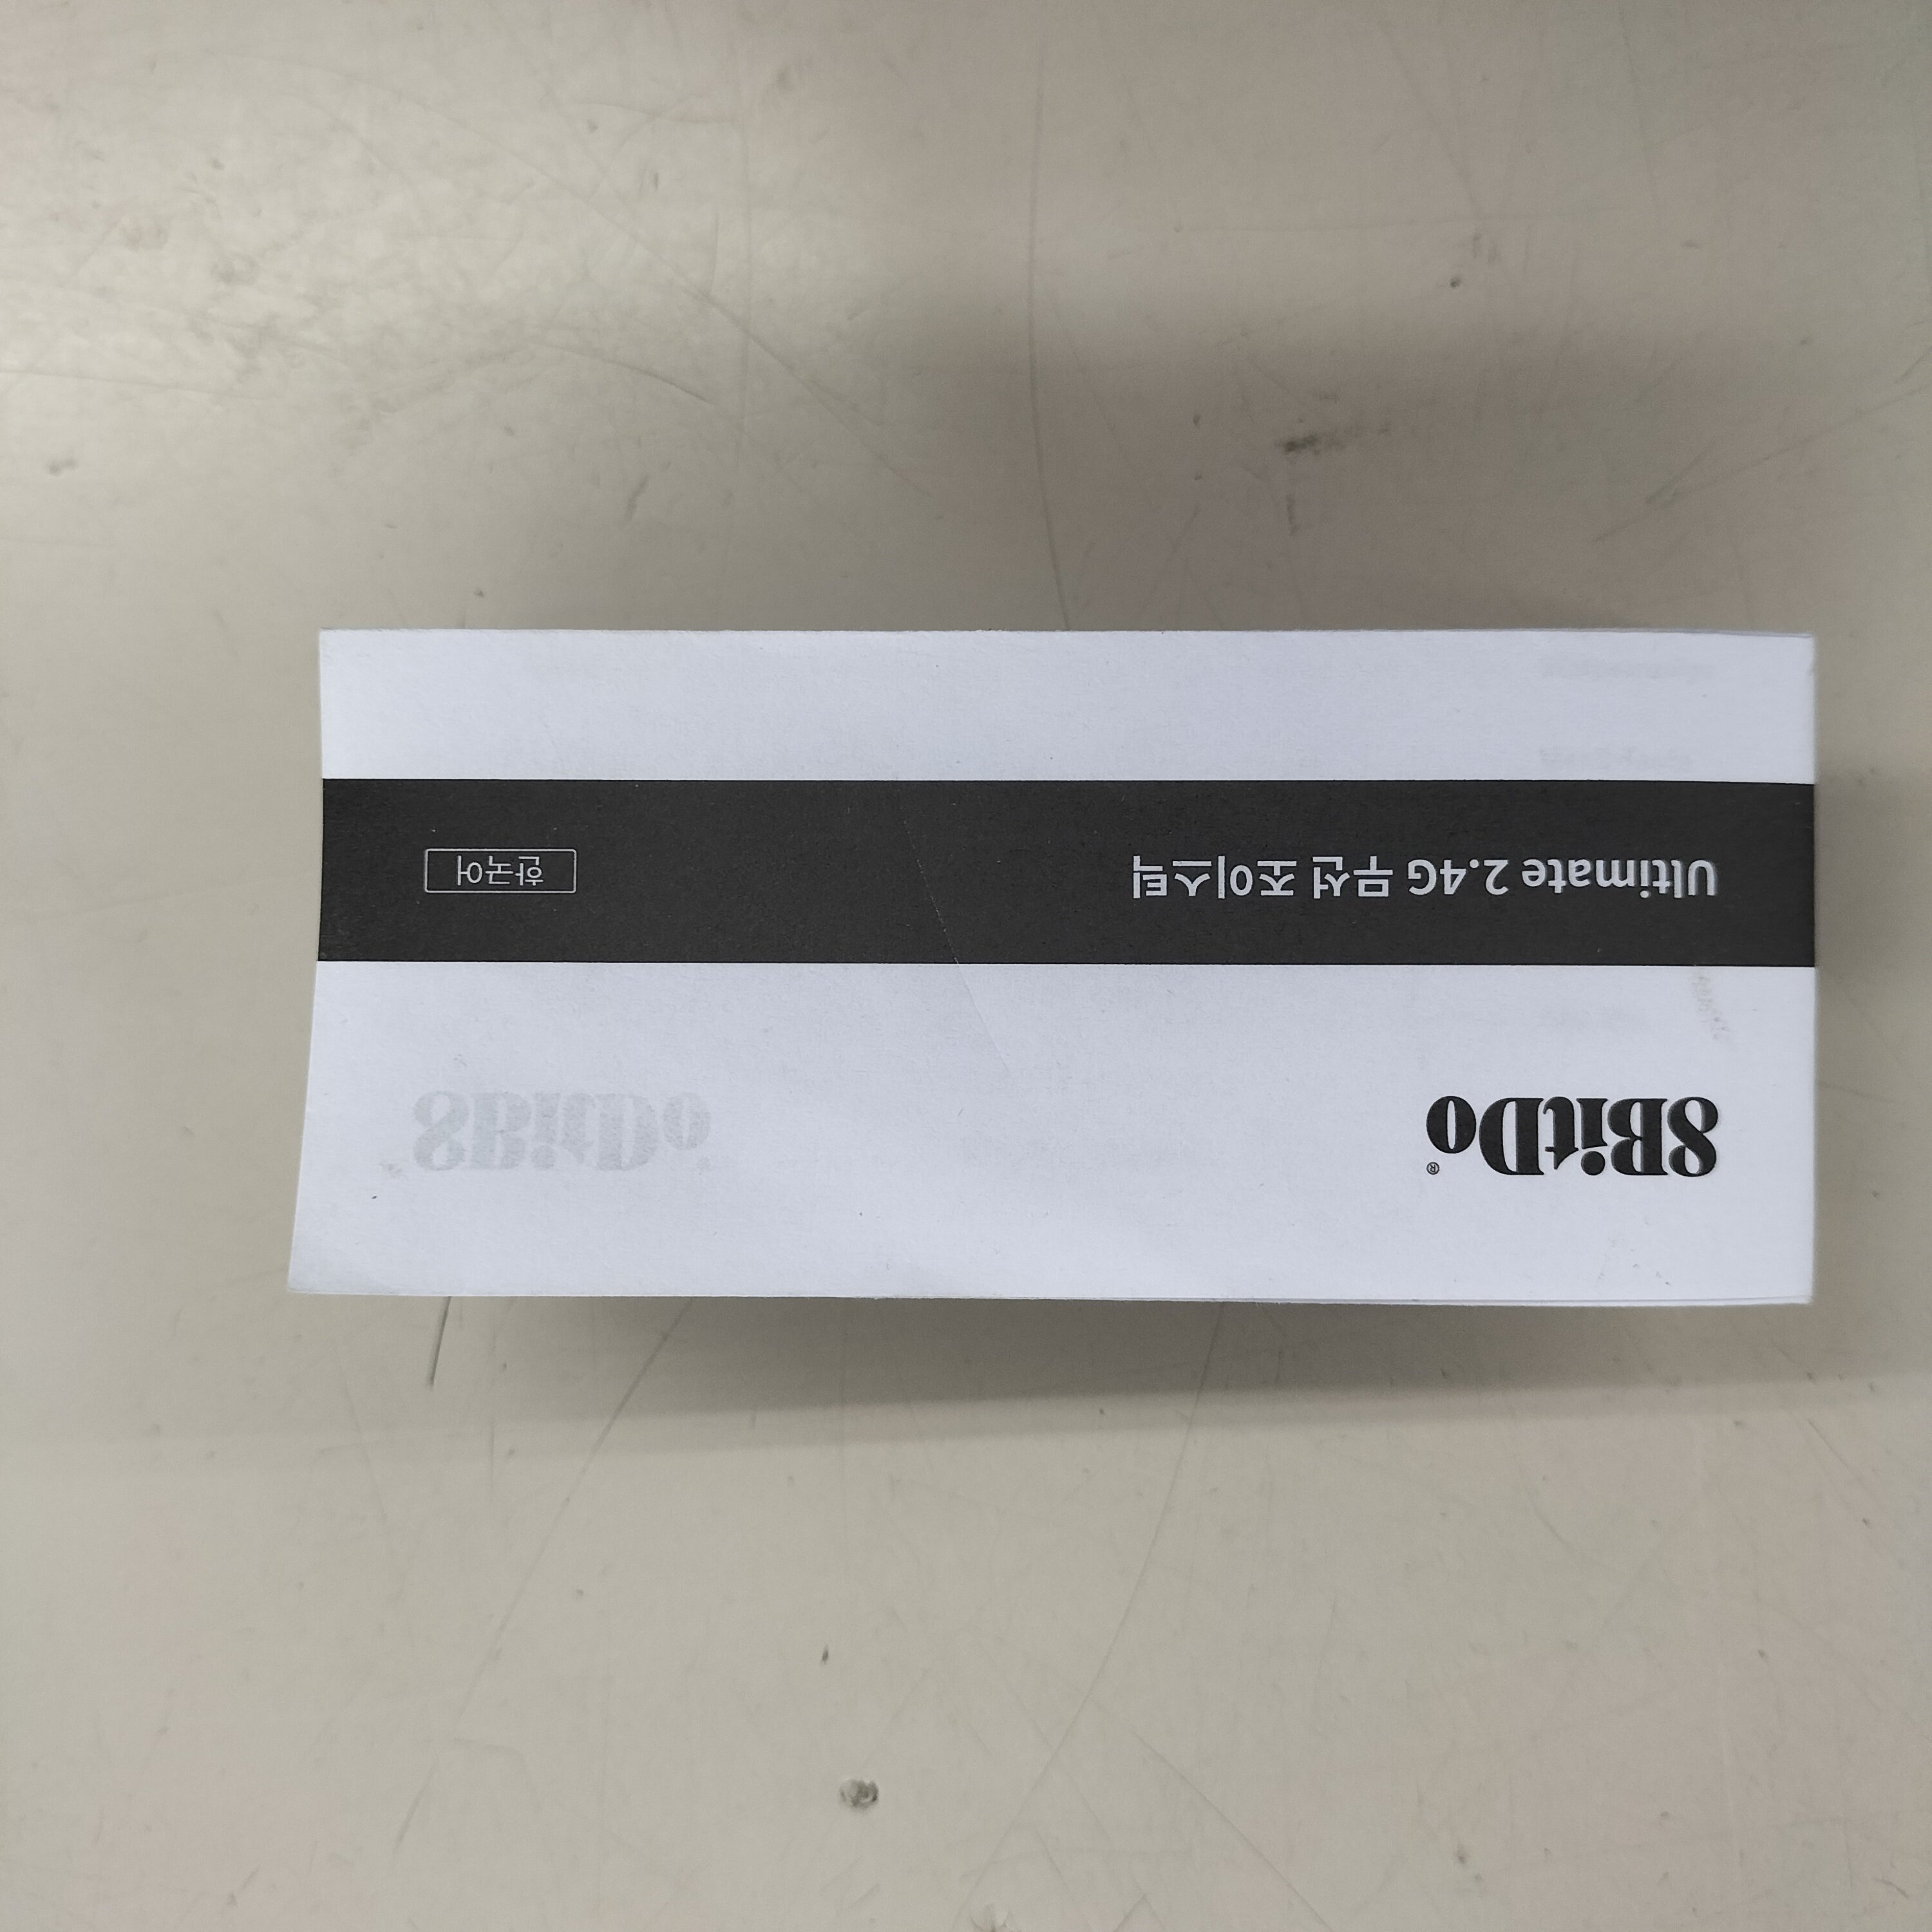 8BitDo®
Ultimate 2.4G 무선 조이스틱
한국어